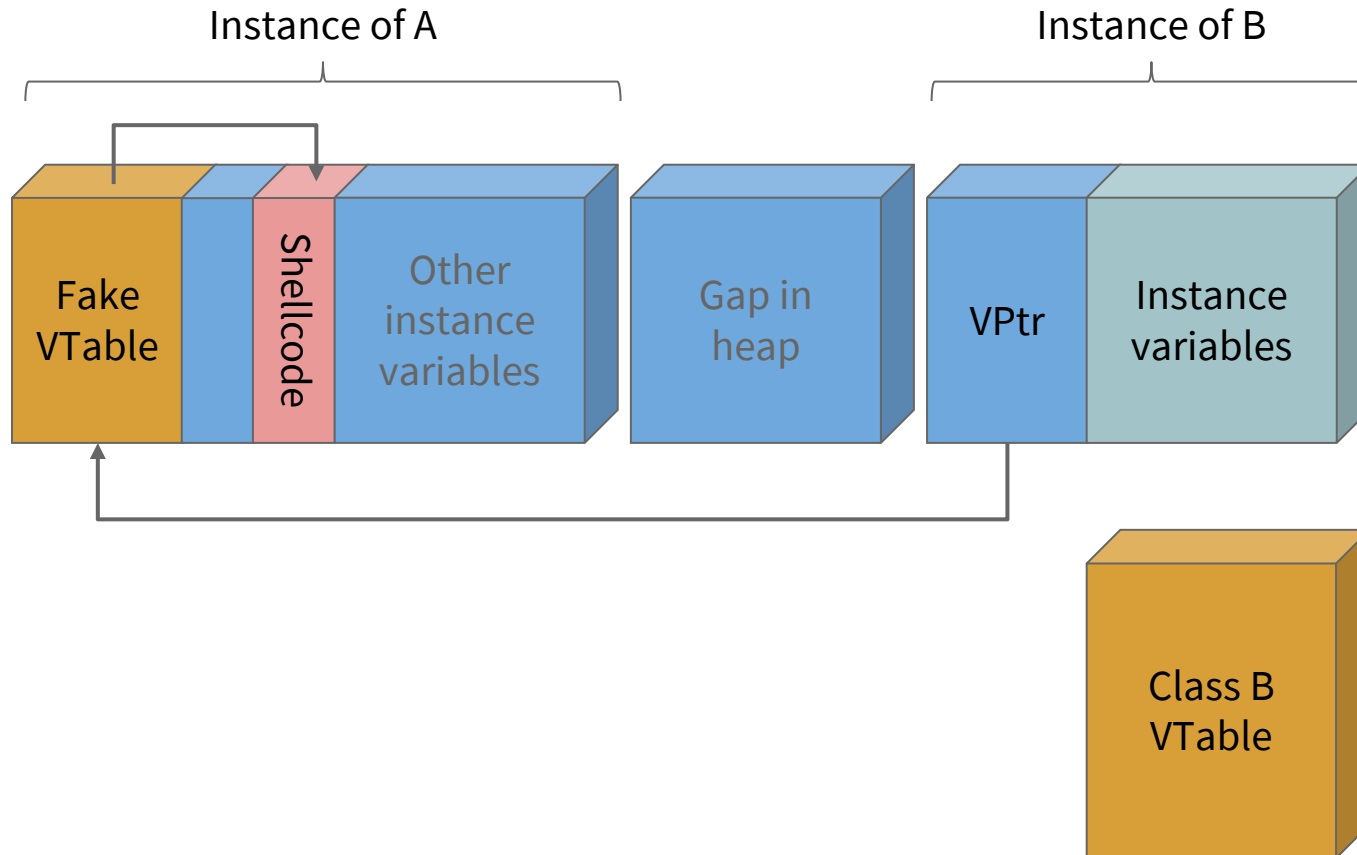 Instance of A
Instance of B
Fake
VTable
Shellcode
Other
instance
variables
Gap in
heap
VPtr
Instance
variables
Class B
VTable